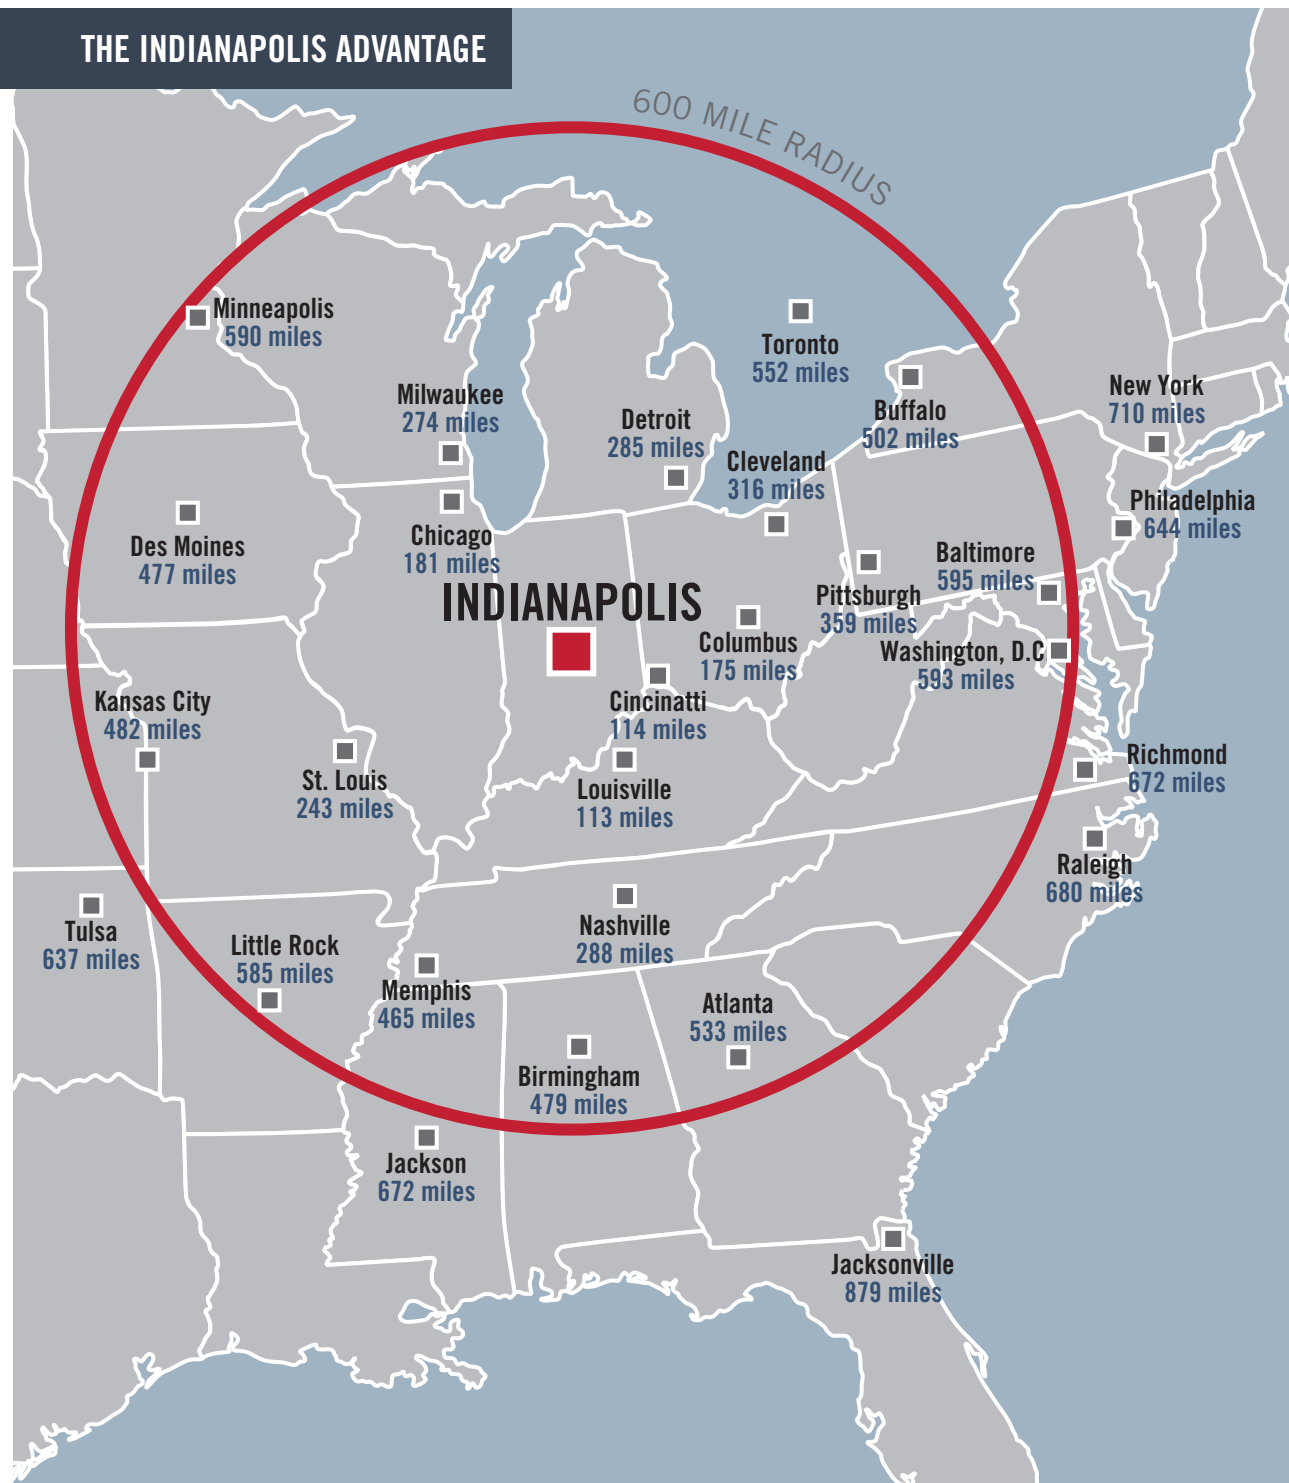 THE INDIANAPOLIS ADVANTAGE
600 MILE RADIUS
Minneapolis
590 miles
Toronto
552 miles
Milwaukee
274 miles
Detroit
285 miles
Buffalo
502 miles
New York
710 miles
Cleveland
316 miles
Philadelphia
644 miles
Des Moines
477 miles
Chicago
181 miles
Baltimore
595 miles
INDIANAPOLIS
Pittsburgh
359 miles
Columbus
175 miles
Washington, D.C
593 miles
Kansas City
482 miles
Cincinatti
114 miles
St. Louis
243 miles
Louisville
113 miles
Richmond
672 miles
Raleigh
680 miles
Tulsa
637 miles
Little Rock
585 miles
Nashville
288 miles
Memphis
465 miles
Atlanta
533 miles
Birmingham
479 miles
Jackson
672 miles
Jacksonville
879 miles